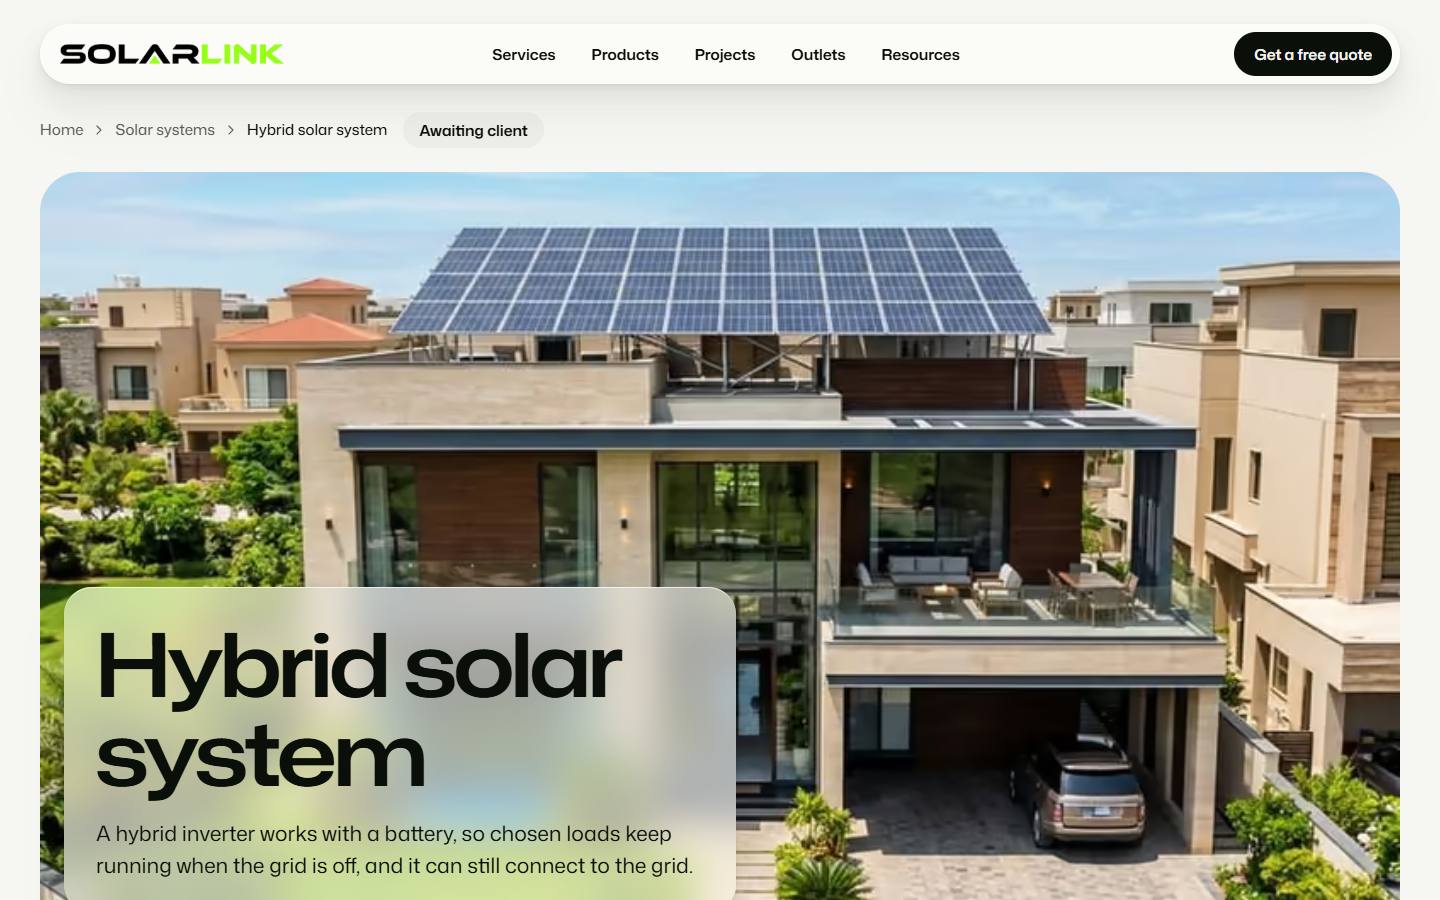 SOLARLINK
Services
Products
Projects
Outlets
Resources
Get a free quote
Home
Solar systems
Hybrid solar system
Awaiting client
Hybrid solar
system
A hybrid inverter works with a battery, so chosen loads keep
running when the grid is off, and it can still connect to the grid.